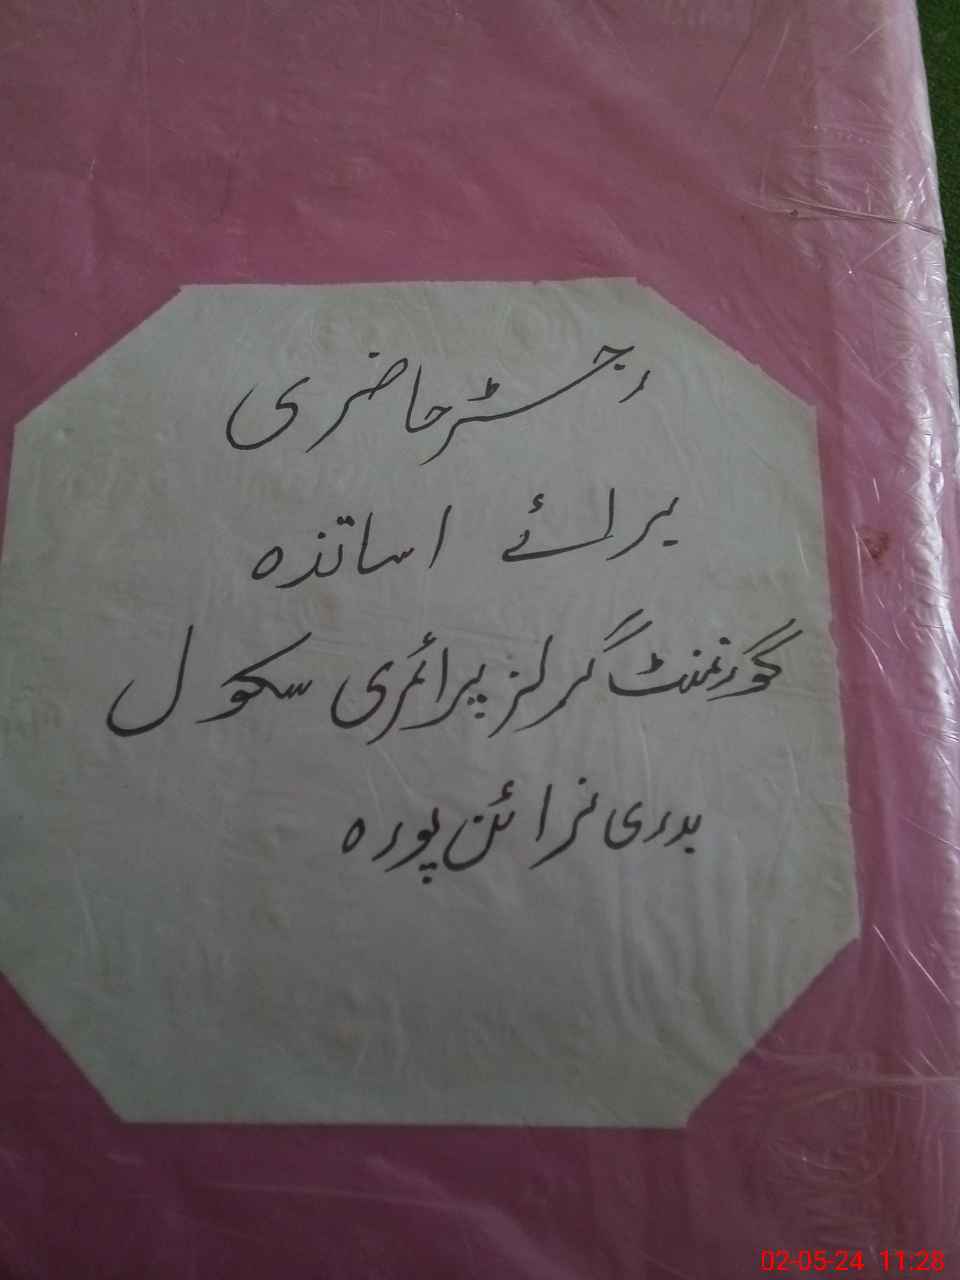 رجسٹر حاضری
برائے اساتذہ
گورنمنٹ گرلز پرائمری سکول
بدری نرائن پورہ
02-05-24 11:28